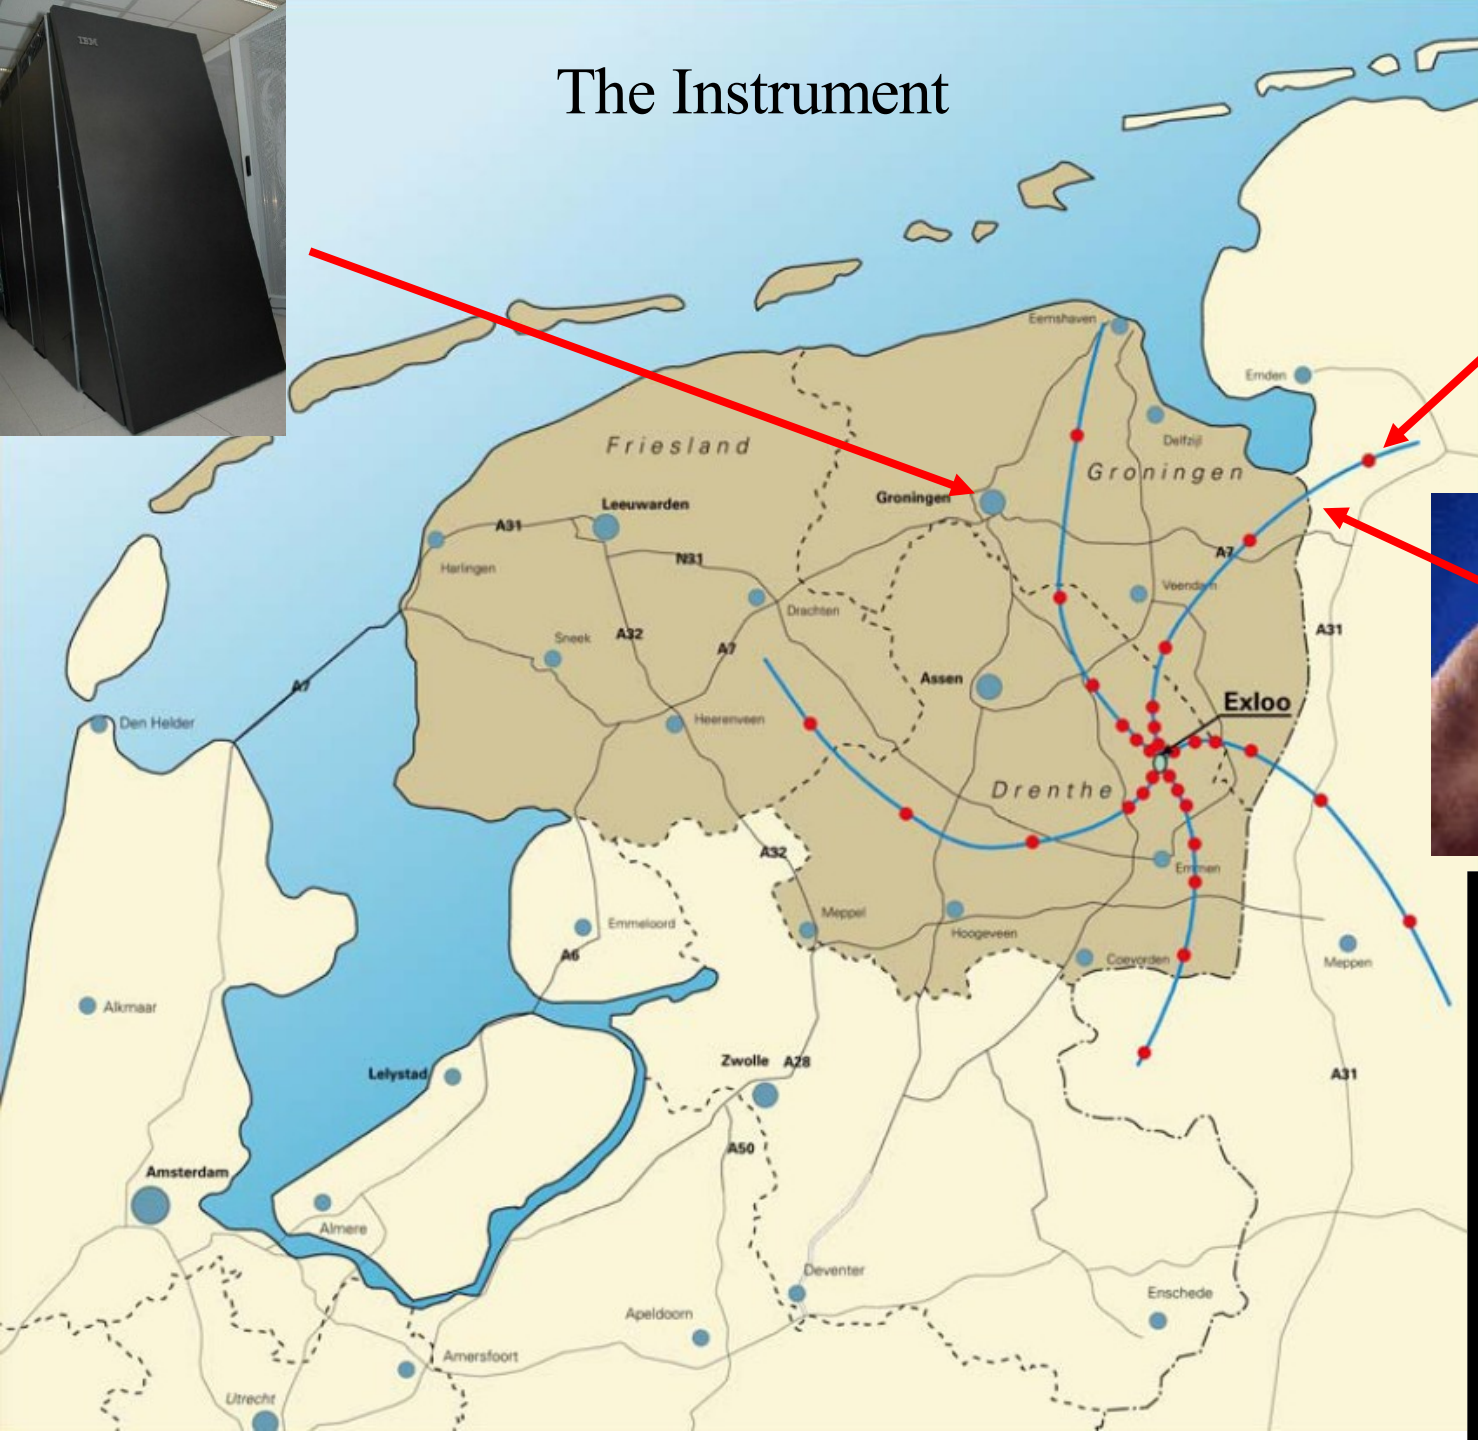 IBM
The Instrument
Eemshaven
Emden
Delfzijl
Friesland
Groningen
Groningen
Leeuwarden
A31
Harlingen
N31
A7
Veendam
Drachten
Sneek
A32
A7
A31
Assen
A7
Exloo
Den Helder
Heerenveen
Drenthe
A32
Emmen
Meppel
Emmeloord
Hoogeveen
A6
Coevorden
Meppen
Alkmaar
Lelystad
Zwolle
A28
A31
A50
Amsterdam
Almere
Deventer
Enschede
Apeldoorn
Amersfoort
Utrecht